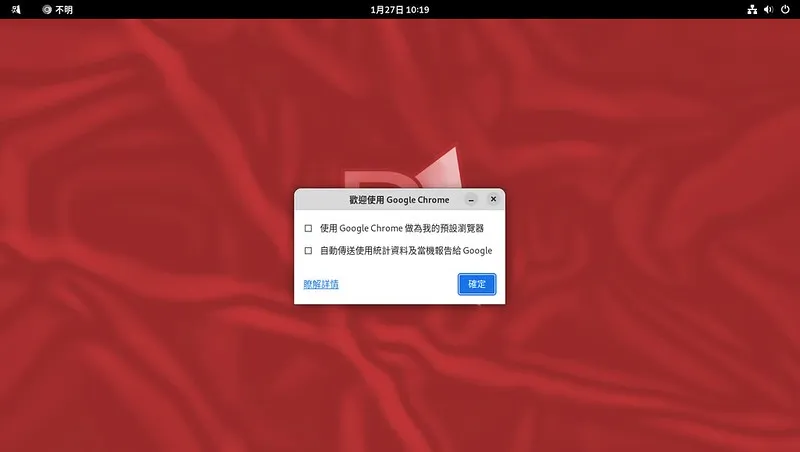 不明
1月27日 10:19
歡迎使用 Google Chrome
使用 Google Chrome 做為我的預設瀏覽器
自動傳送使用統計資料及當機報告給 Google
瞭解詳情
確定